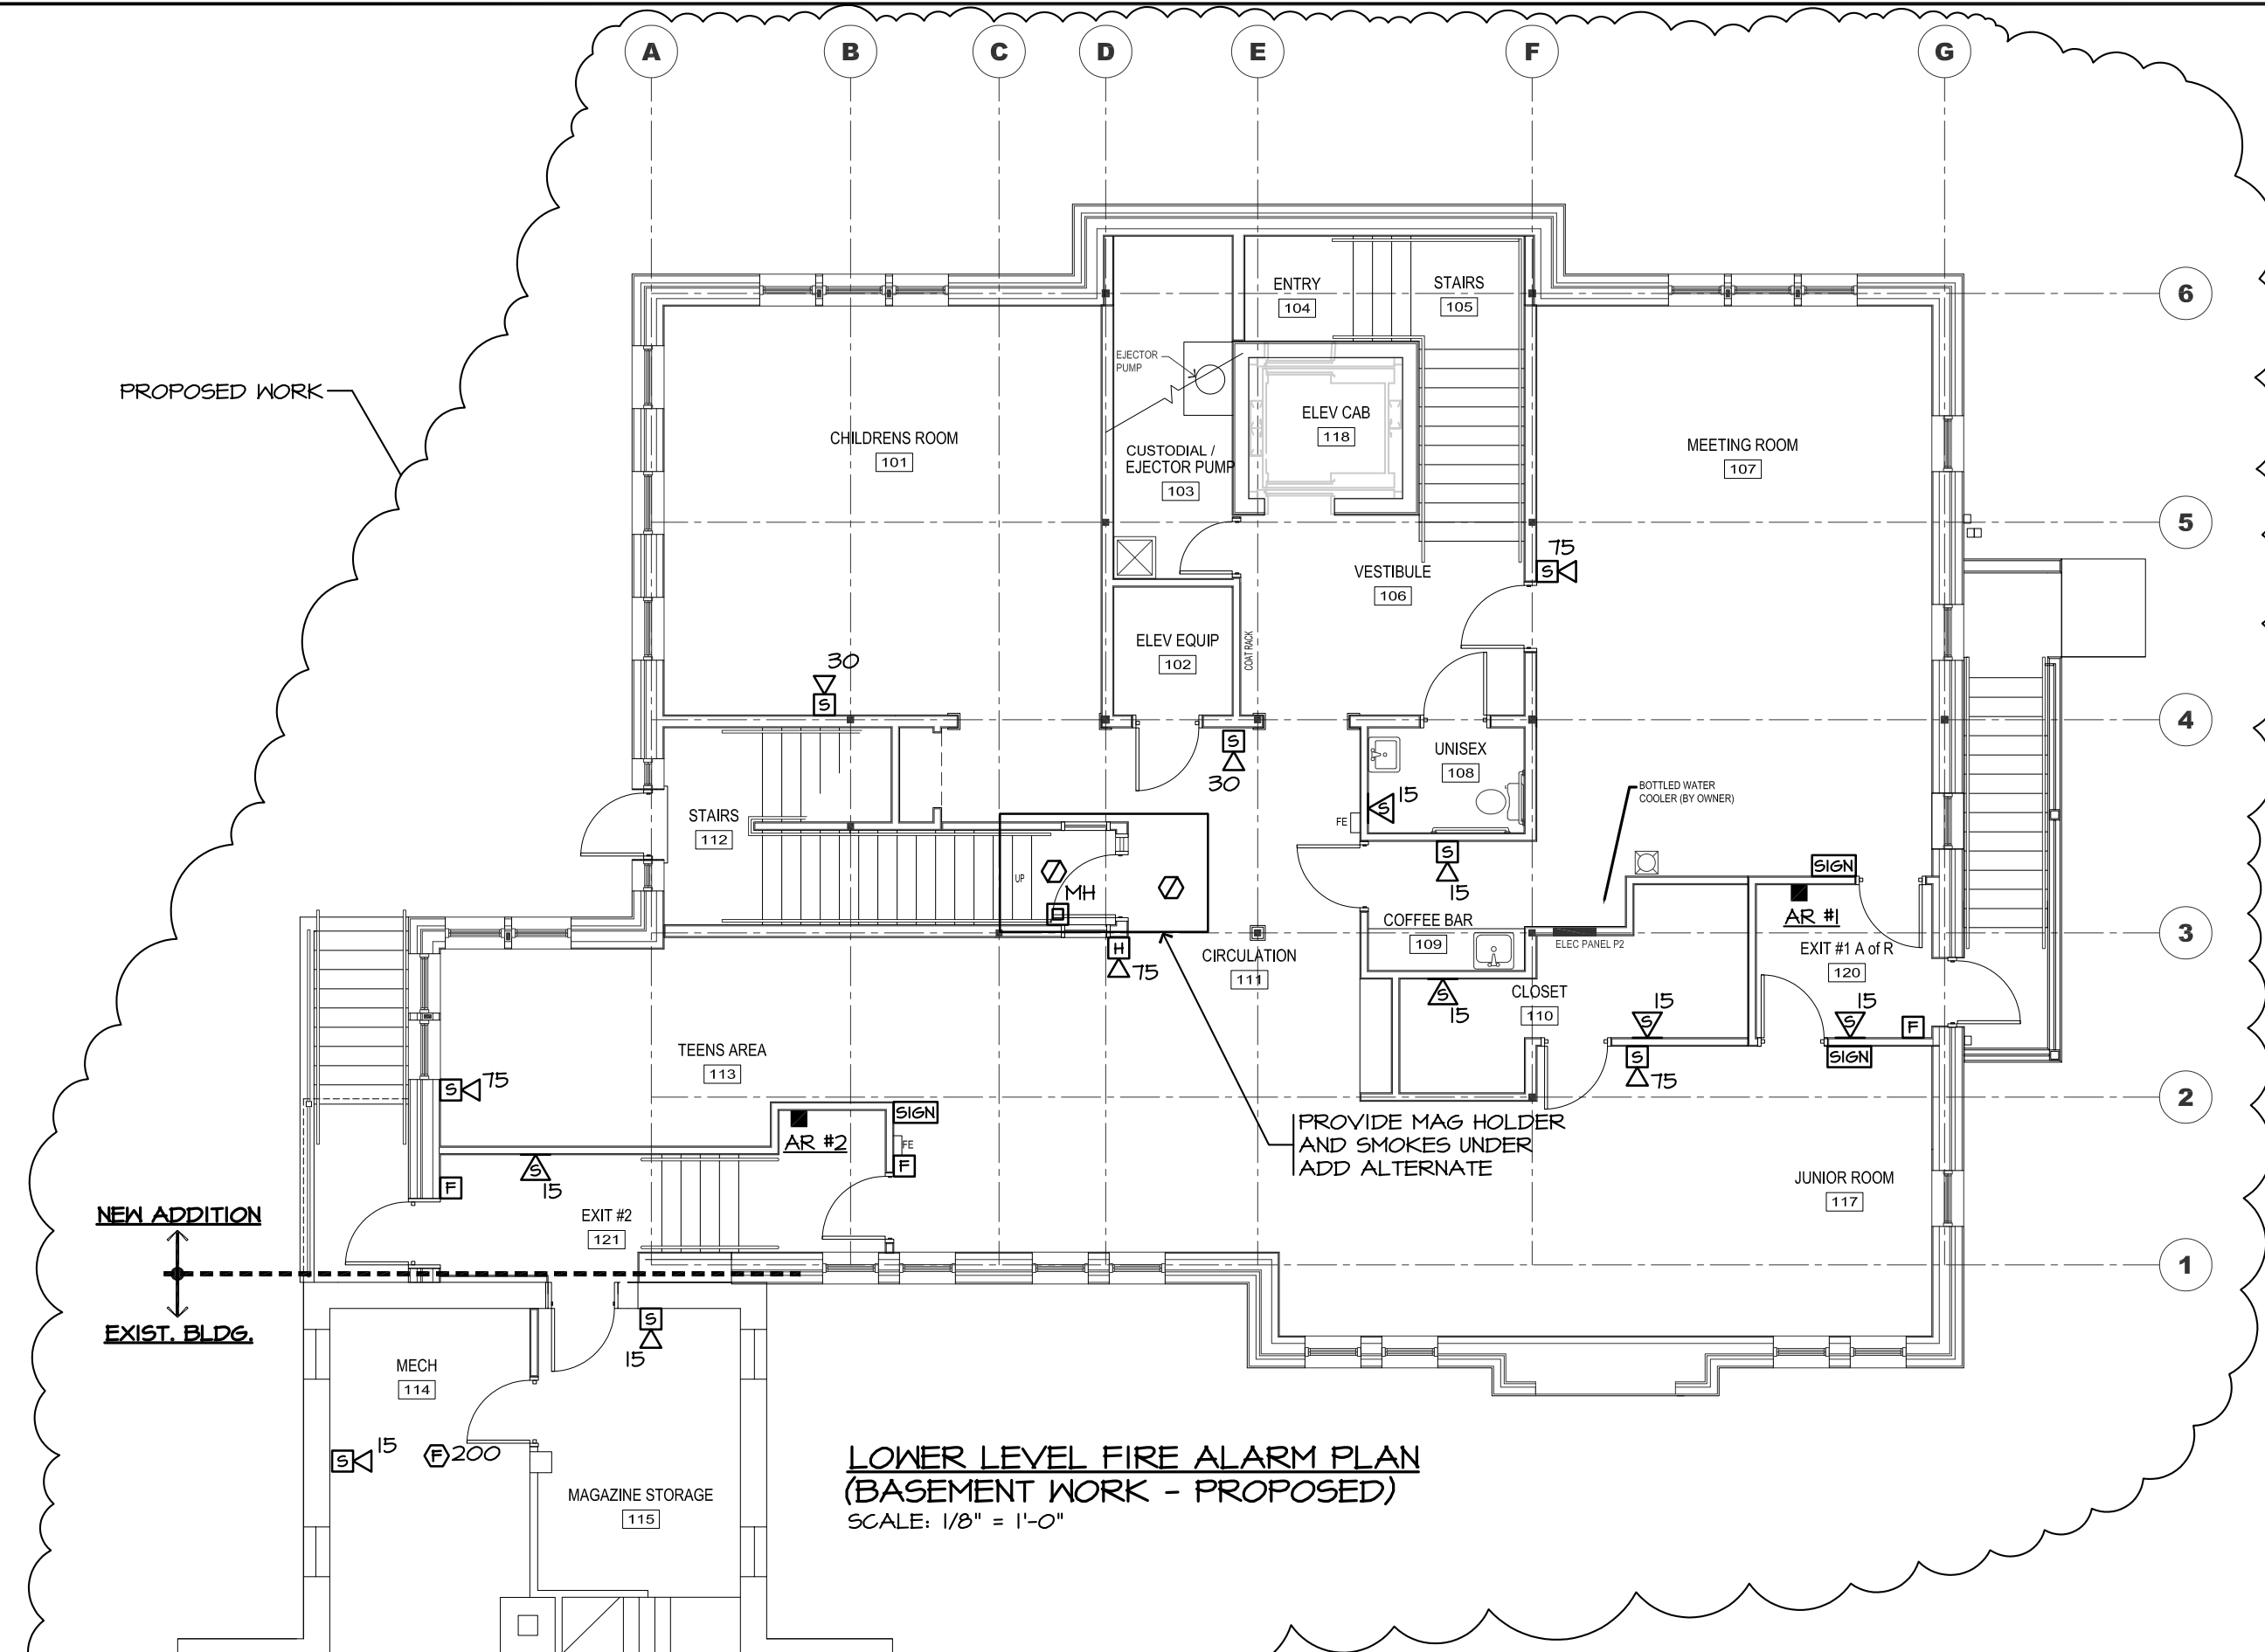 A B C D E F G
6
ENTRY
104
STAIRS
105
EJECTOR
PUMP
PROPOSED WORK
ELEV CAB
118
CHILDRENS ROOM
101
MEETING ROOM
107
CUSTODIAL /
EJECTOR PUMP
103
5
75
S
VESTIBULE
106
ELEV EQUIP
102
COAT RACK
30
S
4
S
30
UNISEX
108
S 15
FE
BOTTLED WATER
COOLER (BY OWNER)
STAIRS
112
UP
MH
S
15
SIGN
AR #1
COFFEE BAR
109
ELEC PANEL P2
EXIT #1 A of R
120
3
H
75
CIRCULATION
111
S
15
CLOSET
110
15
S
15
S
F
SIGN
S
75
TEENS AREA
113
S 75
2
SIGN
AR #2
FE
F
PROVIDE MAG HOLDER
AND SMOKES UNDER
ADD ALTERNATE
S
15
F
JUNIOR ROOM
117
NEW ADDITION
EXIT #2
121
1
EXIST. BLDG.
S
15
MECH
114
S 15
F 200
MAGAZINE STORAGE
115
LOWER LEVEL FIRE ALARM PLAN
(BASEMENT WORK - PROPOSED)
SCALE: 1/8" = 1'-0"